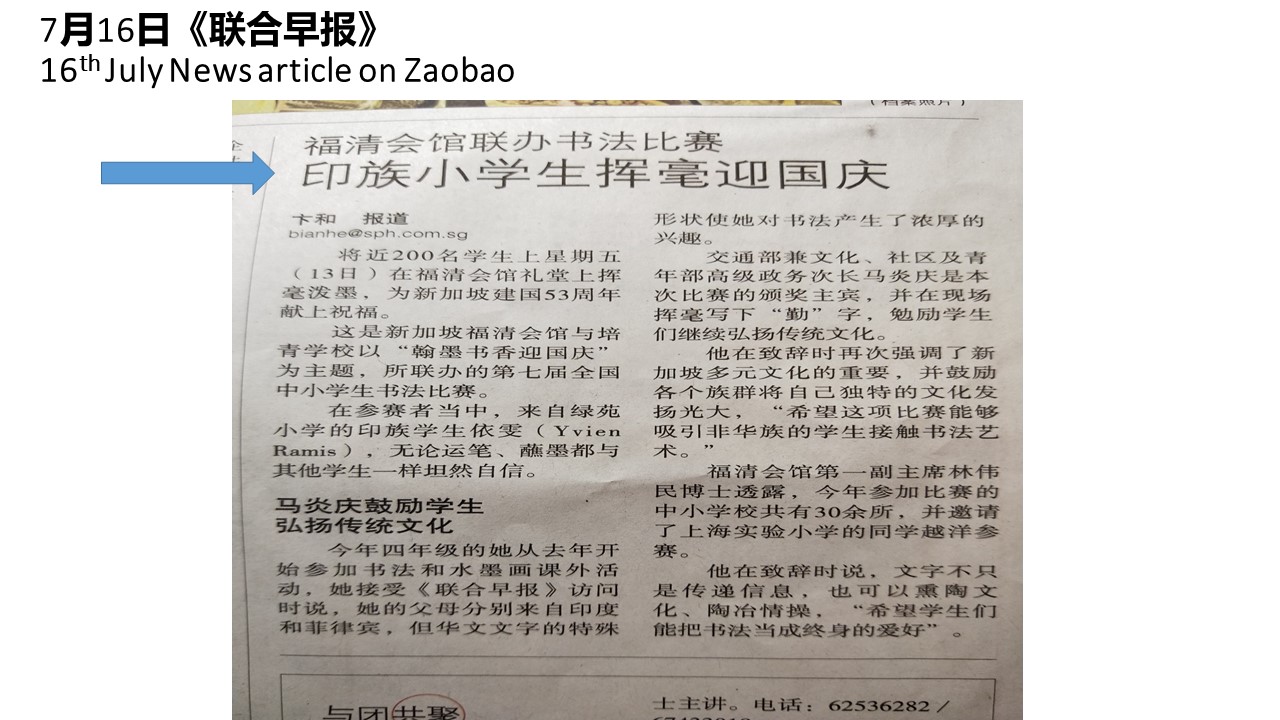 7月16日《联合早报》
16th July News article on Zaobao
（档案照片）
福清会馆联办书法比赛
印族小学生挥毫迎国庆
卞和 报道
bianhe@sph.com.sg
将近200名学生上星期五
（13日）在福清会馆礼堂上挥
毫泼墨，为新加坡建国53周年
献上祝福。
这是新加坡福清会馆与培
青学校以“翰墨书香迎国庆”
为主题，所联办的第七届全国
中小学生书法比赛。
在参赛者当中，来自绿苑
小学的印族学生依雯（Yvien
Ramis），无论运笔、蘸墨都与
其他学生一样坦然自信。
马炎庆鼓励学生
弘扬传统文化
今年四年级的她从去年开
始参加书法和水墨画课外活
动，她接受《联合早报》访问
时说，她的父母分别来自印度
和菲律宾，但华文文字的特殊
形状使她对书法产生了浓厚的
兴趣。
交通部兼文化、社区及青
年部高级政务次长马炎庆是本
次比赛的颁奖主宾，并在现场
挥毫写下“勤”字，勉励学生
们继续弘扬传统文化。
他在致辞时再次强调了新
加坡多元文化的重要，并鼓励
各个族群将自己独特的文化发
扬光大，“希望这项比赛能够
吸引非华族的学生接触书法艺
术。”
福清会馆第一副主席林伟
民博士透露，今年参加比赛的
中小学校共有30余所，并邀请
了上海实验小学的同学越洋参
赛。
他在致辞时说，文字不只
是传递信息，也可以熏陶文
化、陶冶情操，“希望学生们
能把书法当成终身的爱好”。
与团共聚
士主讲。电话：62536282／